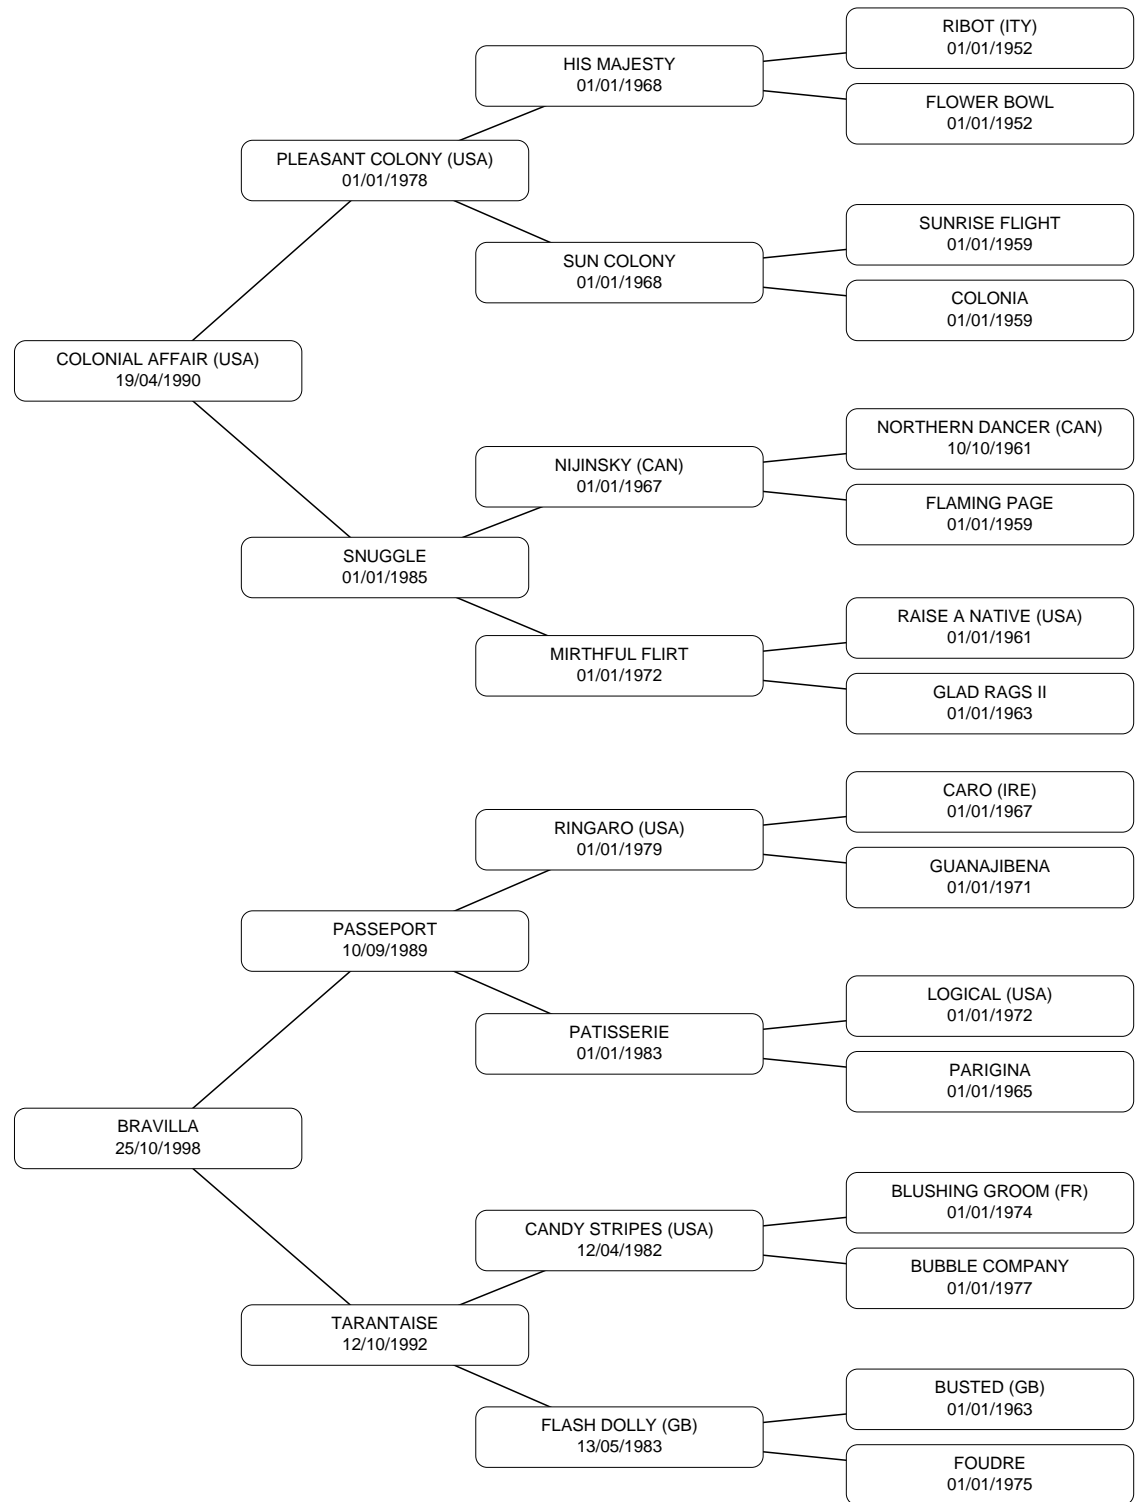 RIBOT (ITY)
01/01/1952
HIS MAJESTY
01/01/1968
FLOWER BOWL
01/01/1952
PLEASANT COLONY (USA)
01/01/1978
SUNRISE FLIGHT
01/01/1959
SUN COLONY
01/01/1968
COLONIA
01/01/1959
COLONIAL AFFAIR (USA)
19/04/1990
NORTHERN DANCER (CAN)
10/10/1961
NIJINSKY (CAN)
01/01/1967
FLAMING PAGE
01/01/1959
SNUGGLE
01/01/1985
RAISE A NATIVE (USA)
01/01/1961
MIRTHFUL FLIRT
01/01/1972
GLAD RAGS II
01/01/1963
CARO (IRE)
01/01/1967
RINGARO (USA)
01/01/1979
GUANAJIBENA
01/01/1971
PASSEPORT
10/09/1989
LOGICAL (USA)
01/01/1972
PATISSERIE
01/01/1983
PARIGINA
01/01/1965
BRAVILLA
25/10/1998
BLUSHING GROOM (FR)
01/01/1974
CANDY STRIPES (USA)
12/04/1982
BUBBLE COMPANY
01/01/1977
TARANTAISE
12/10/1992
BUSTED (GB)
01/01/1963
FLASH DOLLY (GB)
13/05/1983
FOUDRE
01/01/1975